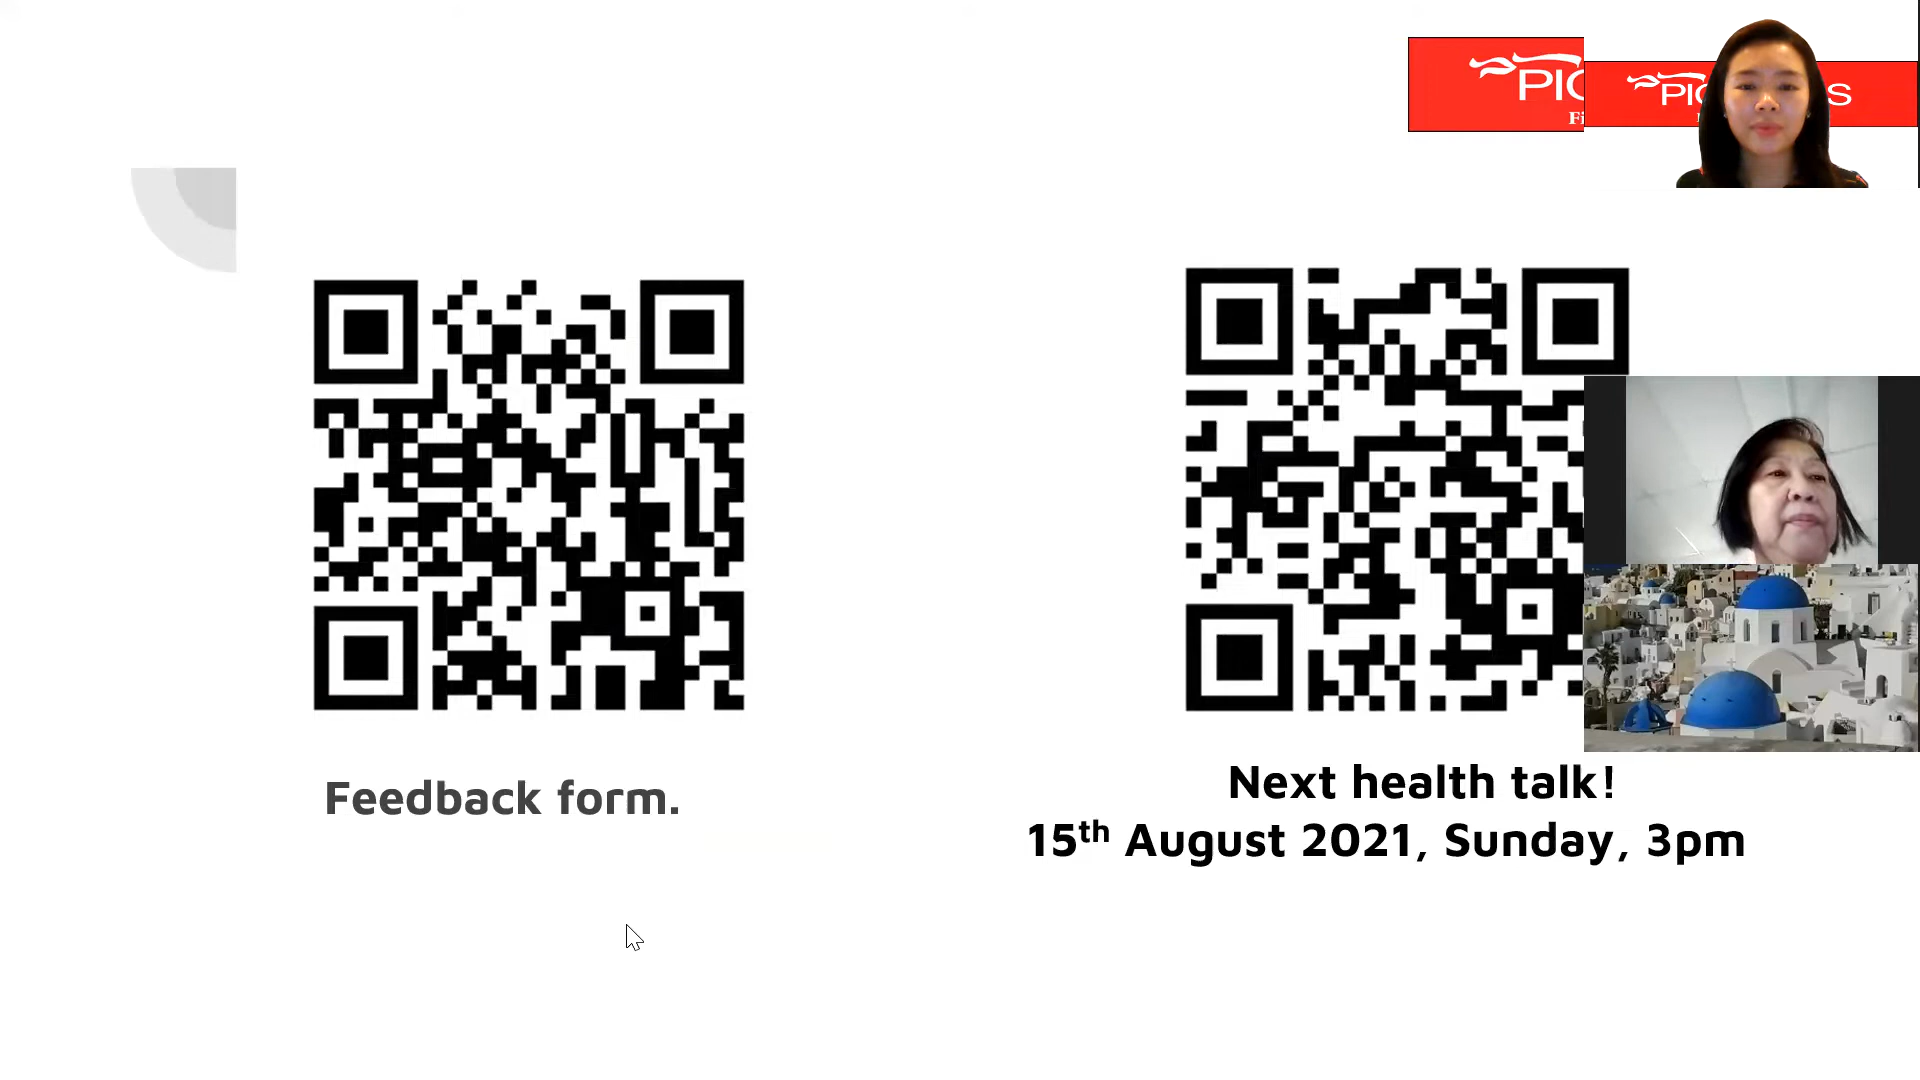 Feedback form.
Next health talk!
15th August 2021, Sunday, 3pm